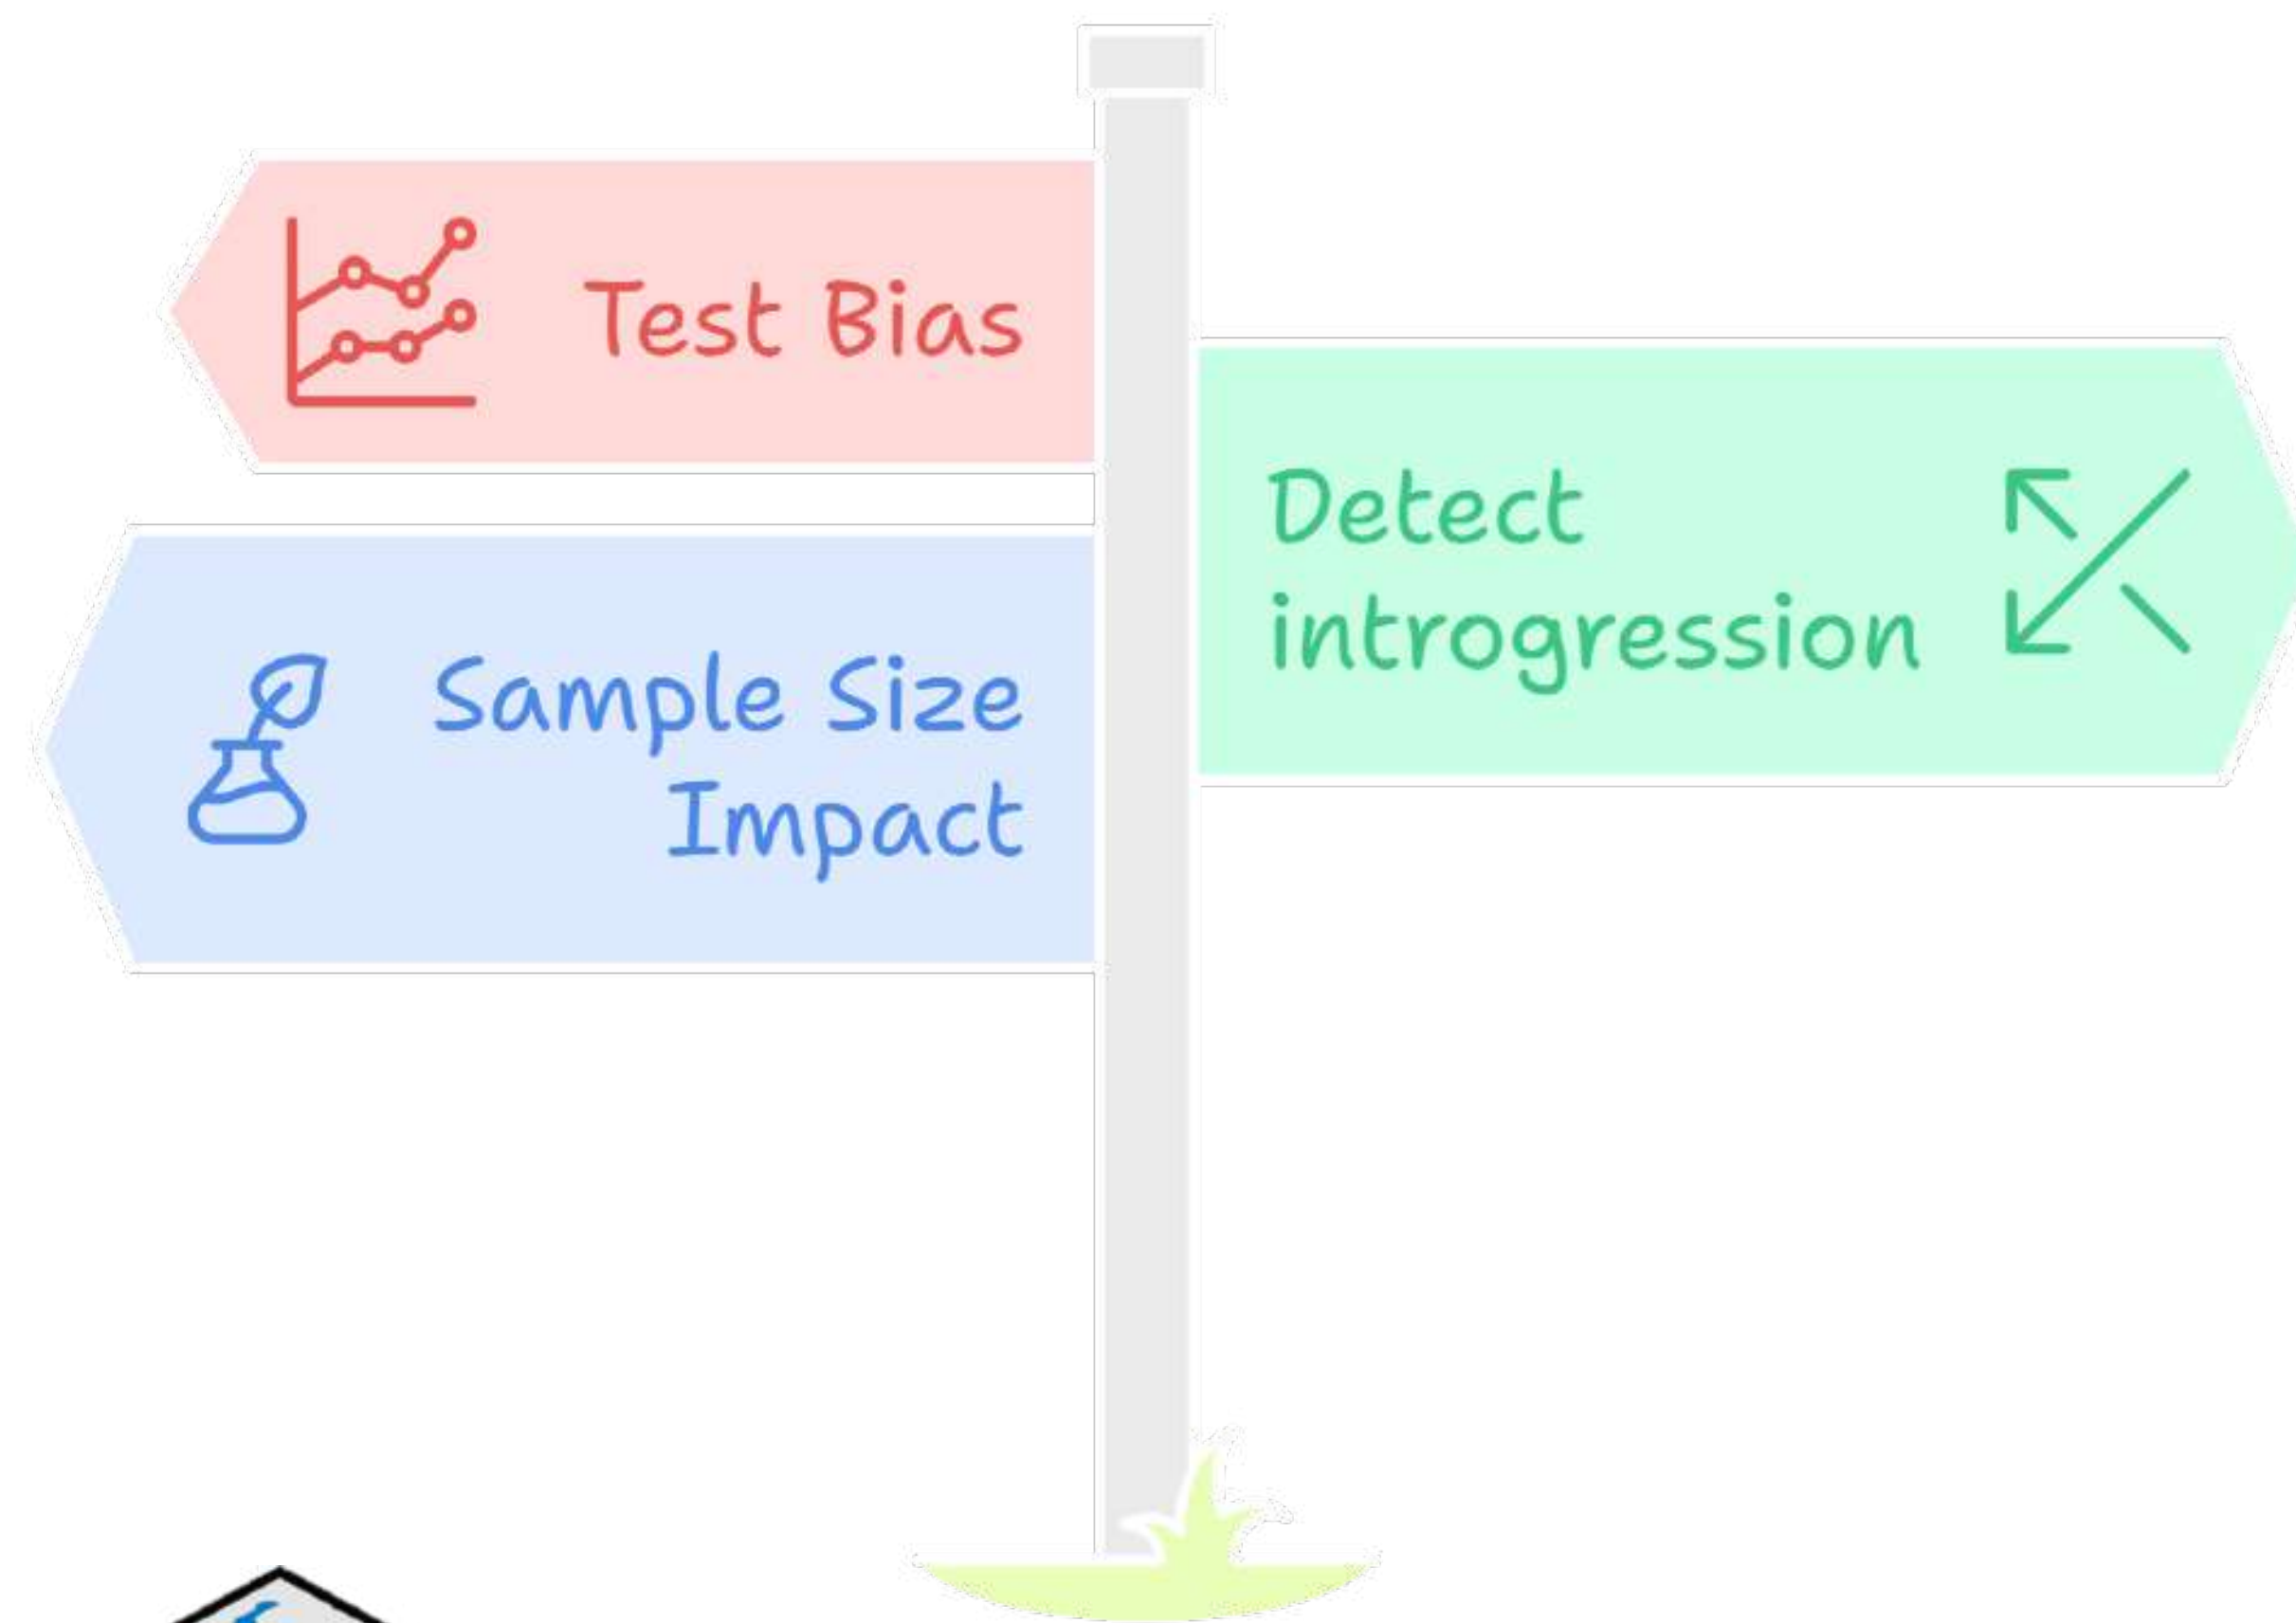 Test Bias
Detect
introgression
Sample Size
Impact